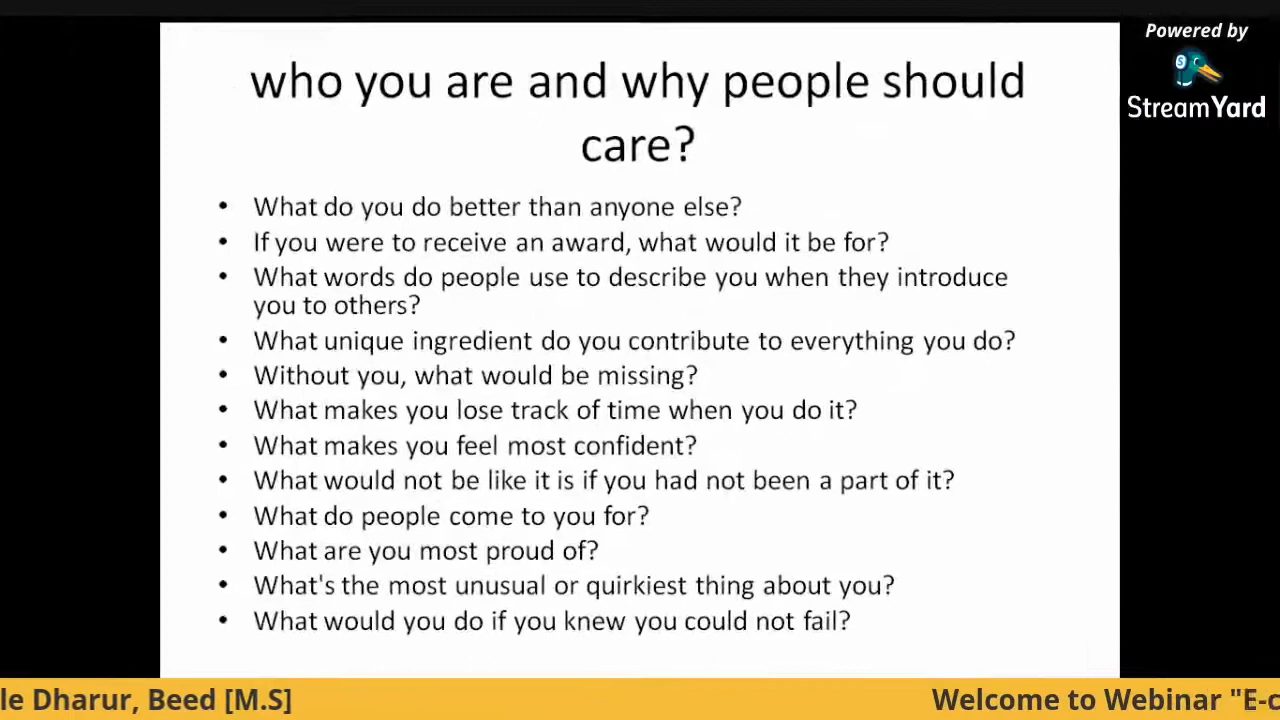 Powered by
StreamYard
who you are and why people should
care?
• What do you do better than anyone else?
• If you were to receive an award, what would it be for?
• What words do people use to describe you when they introduce
you to others?
• What unique ingredient do you contribute to everything you do?
• Without you, what would be missing?
• What makes you lose track of time when you do it?
• What makes you feel most confident?
• What would not be like it is if you had not been a part of it?
• What do people come to you for?
• What are you most proud of?
• What's the most unusual or quirkiest thing about you?
• What would you do if you knew you could not fail?
le Dharur, Beed [M.S] Welcome to Webinar "E-c